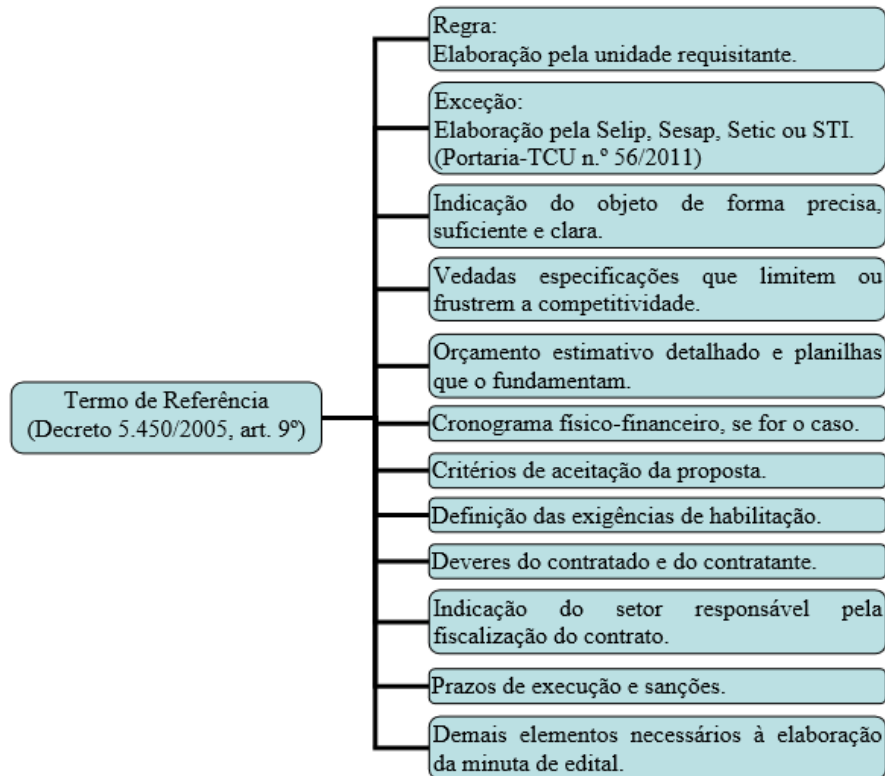 Termo de Referência
(Decreto 5.450/2005, art. 9º)
Regra:
Elaboração pela unidade requisitante.
Exceção:
Elaboração pela Selip, Sesap, Setic ou STI.
(Portaria-TCU n.º 56/2011)
Indicação do objeto de forma precisa,
suficiente e clara.
Vedadas especificações que limitem ou
frustrem a competitividade.
Orçamento estimativo detalhado e planilhas
que o fundamentam.
Cronograma físico-financeiro, se for o caso.
Critérios de aceitação da proposta.
Definição das exigências de habilitação.
Deveres do contratado e do contratante.
Indicação do setor responsável pela
fiscalização do contrato.
Prazos de execução e sanções.
Demais elementos necessários à elaboração
da minuta de edital.